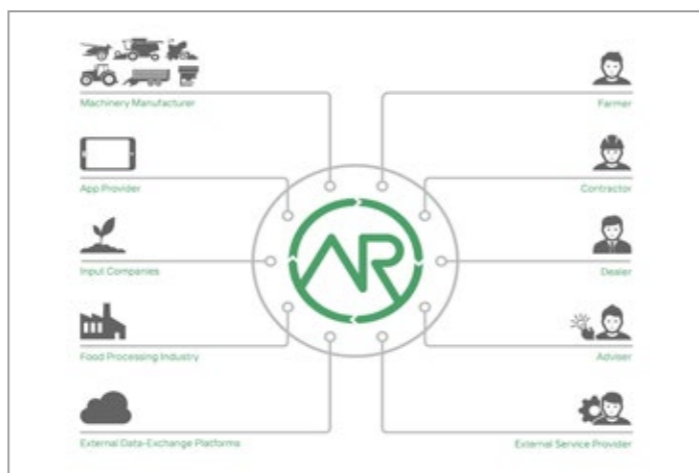 Machinery Manufacturer
Farmer
App Provider
Contractor
AR
Input Companies
Dealer
Food Processing Industry
Adviser
External Data-Exchange Platforms
External Service Provider